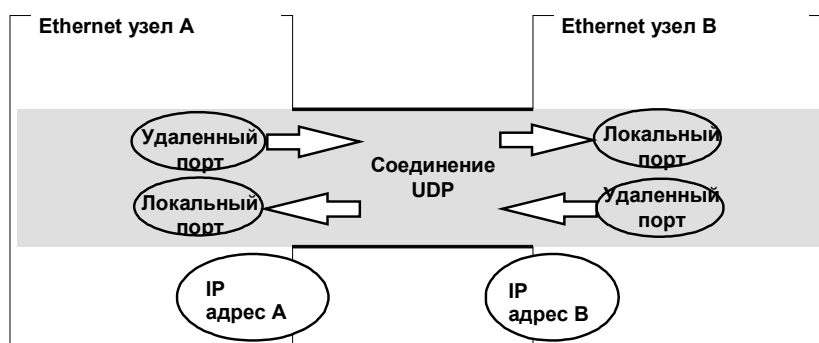 Ethernet узел A
Ethernet узел B
Удаленный
порт
Локальный
порт
Соединение
UDP
Локальный
порт
Удаленный
порт
IP
адрес A
IP
адрес B